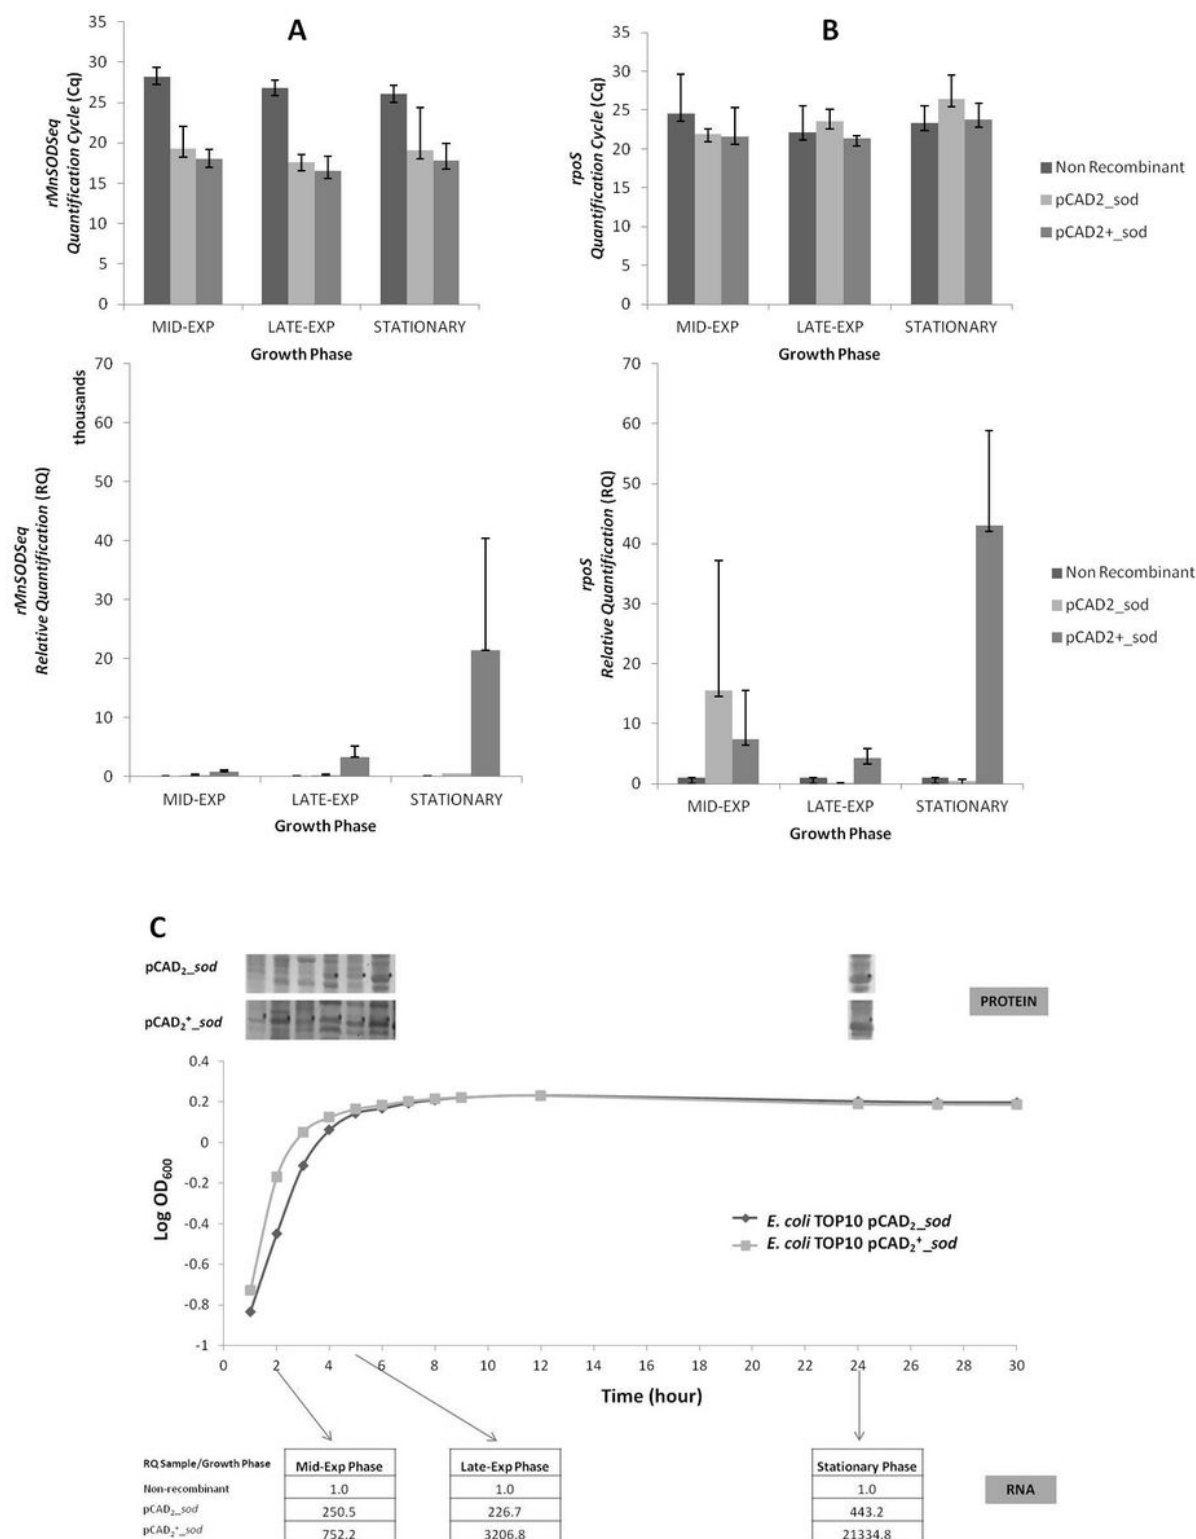 A
35
30
25
20
15
10
5
0
rMnSODSeq
Quantification Cycle (Cq)
MID-EXP LATE-EXP STATIONARY
Growth Phase
B
35
30
25
20
15
10
5
0
rpoS
Quantification Cycle (Cq)
MID-EXP LATE-EXP STATIONARY
Growth Phase
Non Recombinant
pCAD2_sod
pCAD2+_sod
thousands
70
60
50
40
30
20
10
0
rMnSODSeq
Relative Quantification (RQ)
MID-EXP LATE-EXP STATIONARY
Growth Phase
70
60
50
40
30
20
10
0
rpoS
Relative Quantification (RQ)
MID-EXP LATE-EXP STATIONARY
Growth Phase
Non Recombinant
pCAD2_sod
pCAD2+_sod
C
pCAD₂_sod
pCAD₂⁺_sod
PROTEIN
0.4
0.2
0
-0.2
-0.4
-0.6
-0.8
-1
Log OD₆₀₀
E. coli TOP10 pCAD₂_sod
E. coli TOP10 pCAD₂⁺_sod
0 2 4 6 8 10 12 14 16 18 20 22 24 26 28 30
Time (hour)
RQ Sample/Growth Phase Mid-Exp Phase Late-Exp Phase Stationary Phase
Non-recombinant 1.0 1.0 1.0
pCAD₂_sod 250.5 226.7 443.2
pCAD₂⁺_sod 752.2 3206.8 21334.8
RNA